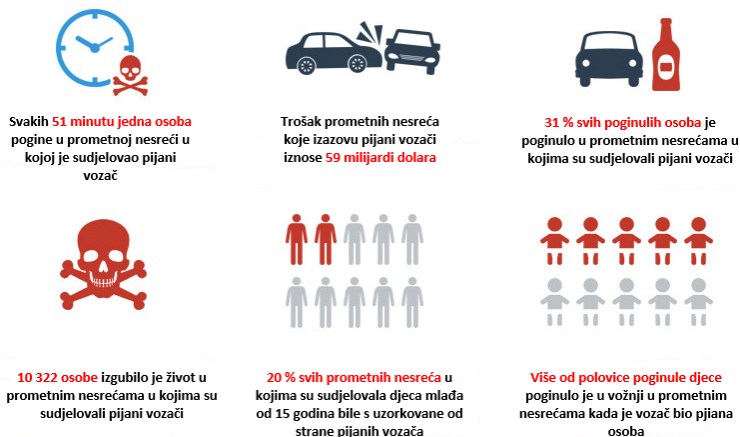 Svakih 51 minutu jedna osoba
pogine u prometnoj nesreći u
kojoj je sudjelovao pijani
vozač
Trošak prometnih nesreća
koje izazovu pijani vozači
iznose 59 milijardi dolara
31 % svih poginulih osoba je
poginulo u prometnim nesrećama u
kojima su sudjelovali pijani vozači
10 322 osobe izgubilo je život u
prometnim nesrećama u kojima su
sudjelovali pijani vozači
20 % svih prometnih nesreća u
kojima su sudjelovala djeca mlađa
od 15 godina bile s uzorkovane od
strane pijanih vozača
Više od polovice poginule djece
poginulo je u vožnji u prometnim
nesrećama kada je vozač bio pjiana
osoba